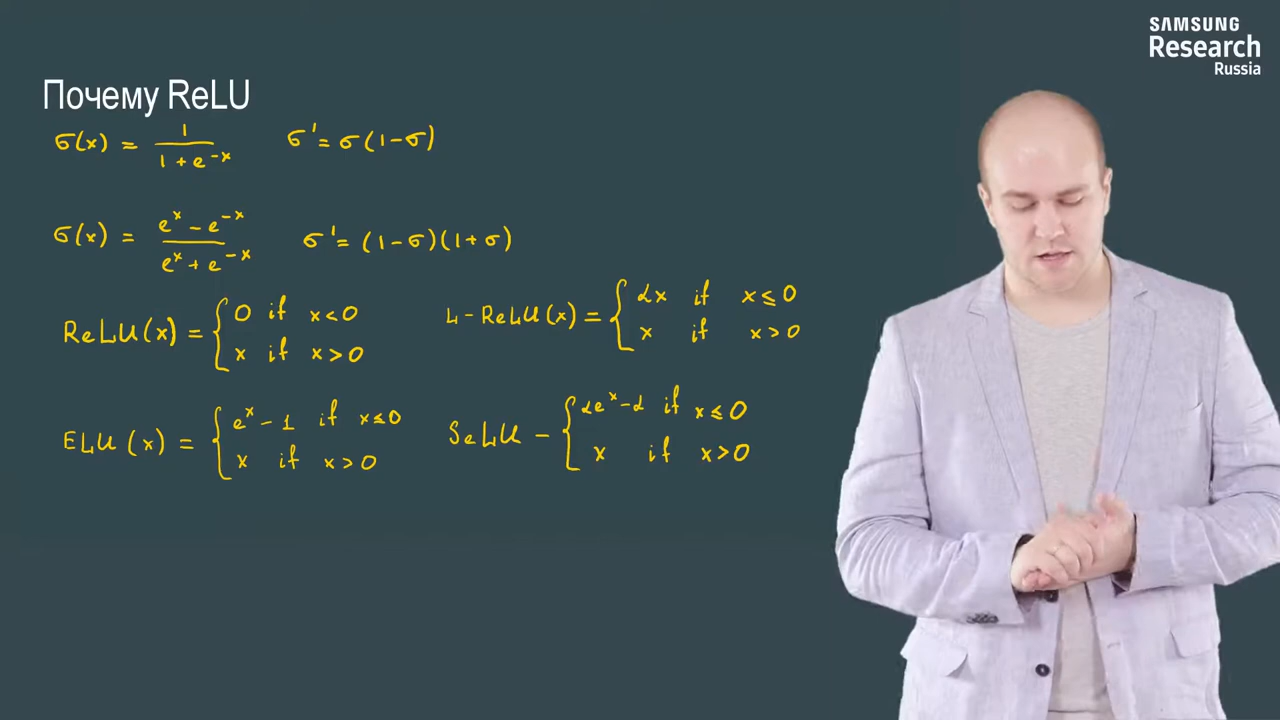 SAMSUNG
Research
Russia
Почему ReLU
σ(x) = 1 / (1 + e^-x)    σ' = σ(1-σ)
σ(x) = (e^x - e^-x) / (e^x + e^-x)    σ' = (1-σ)(1+σ)
ReLU(x) = { 0 if x<0
x if x>0
L-ReLU(x) = { αx if x≤0
x if x>0
ELU(x) = { e^x - 1 if x≤0
x if x>0
SeLU - { αe^x-α if x≤0
x if x>0